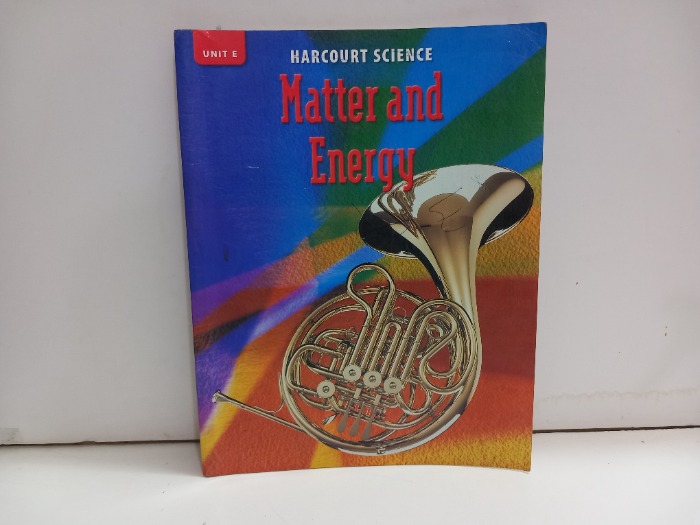 UNIT E
HARCOURT SCIENCE
Matter and
Energy